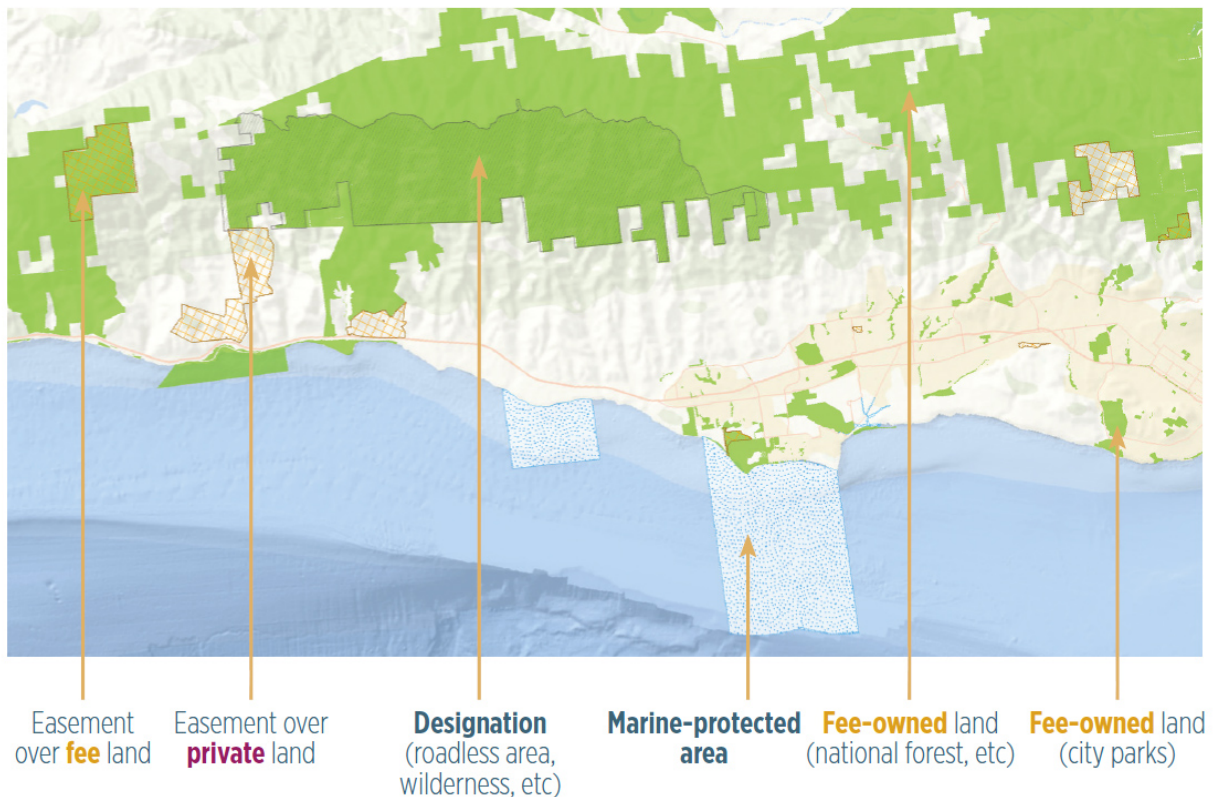 Easement
over fee land
Easement over
private land
Designation
(roadless area,
wilderness, etc)
Marine-protected
area
Fee-owned land
(national forest, etc)
Fee-owned land
(city parks)